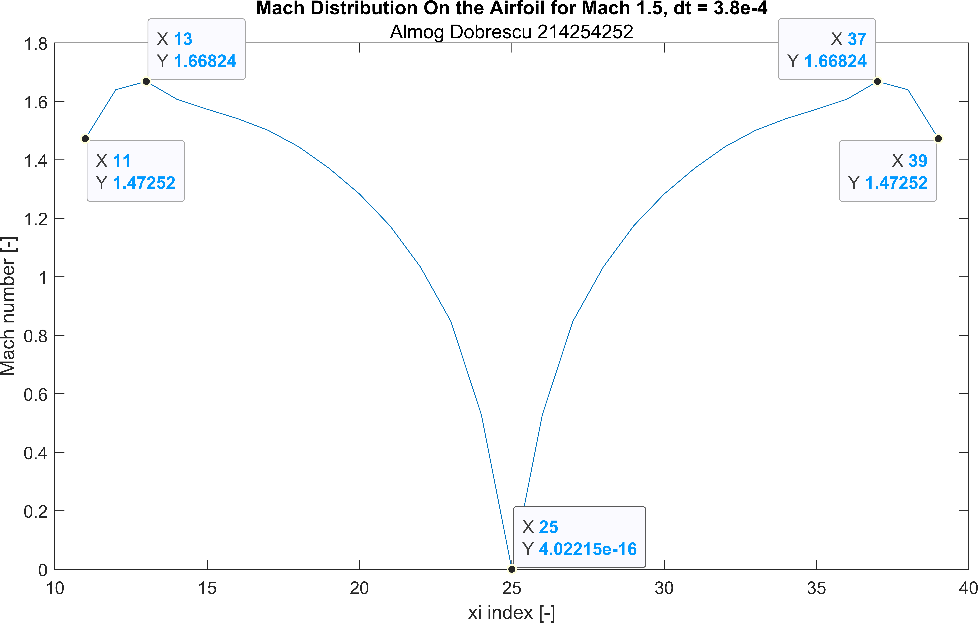 Mach Distribution On the Airfoil for Mach 1.5, dt = 3.8e-4
Almog Dobrescu 214254252
X 13
Y 1.66824
X 37
Y 1.66824
X 11
Y 1.47252
X 39
Y 1.47252
X 25
Y 4.02215e-16
1.8
1.6
1.4
1.2
1
0.8
0.6
0.4
0.2
0
Mach number [-]
10
15
20
25
30
35
40
xi index [-]